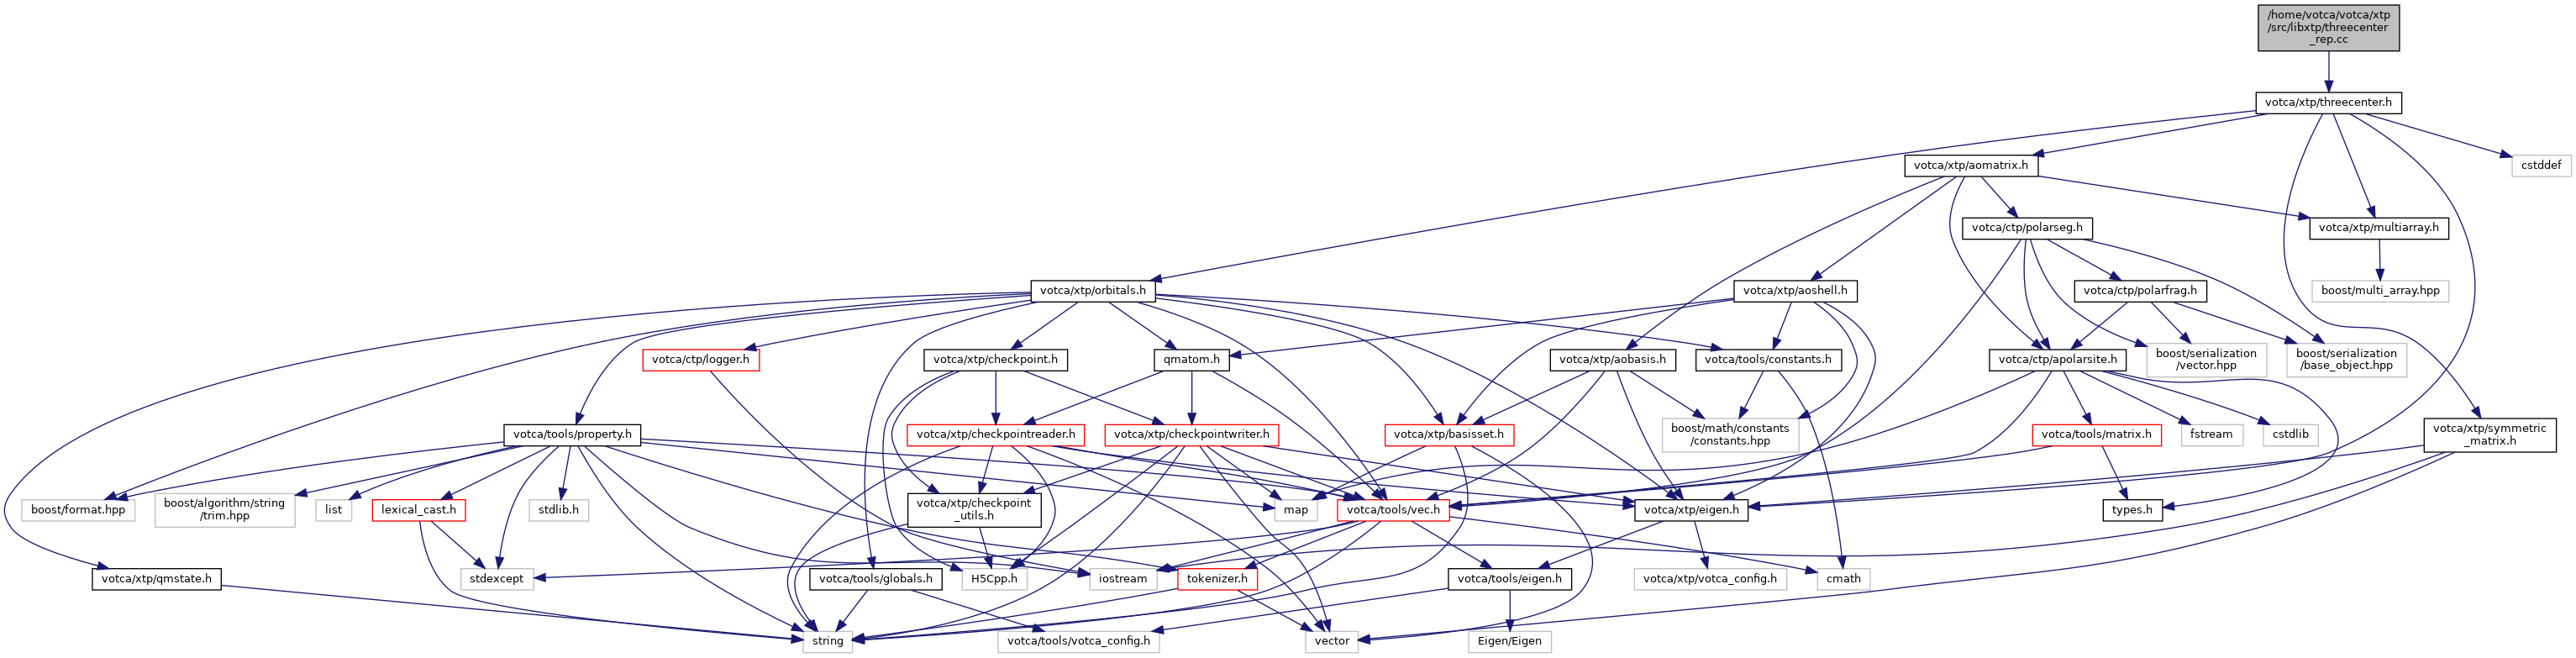 /home/votca/votca/xtp
/src/libxtp/threecenter
_rep.cc
votca/xtp/threecenter.h
votca/xtp/aomatrix.h
cstddef
votca/ctp/polarseg.h
votca/xtp/multiarray.h
votca/xtp/orbitals.h
votca/xtp/aoshell.h
votca/ctp/polarfrag.h
boost/multi_array.hpp
votca/ctp/logger.h
votca/xtp/checkpoint.h
qmatom.h
votca/xtp/aobasis.h
votca/tools/constants.h
votca/ctp/apolarsite.h
boost/serialization
/vector.hpp
boost/serialization
/base_object.hpp
votca/tools/property.h
votca/xtp/checkpointreader.h
votca/xtp/checkpointwriter.h
votca/xtp/basisset.h
boost/math/constants
/constants.hpp
votca/tools/matrix.h
fstream
cstdlib
votca/xtp/symmetric
_matrix.h
boost/format.hpp
boost/algorithm/string
/trim.hpp
list
lexical_cast.h
stdlib.h
votca/xtp/checkpoint
_utils.h
map
votca/tools/vec.h
votca/xtp/eigen.h
types.h
votca/xtp/qmstate.h
stdexcept
votca/tools/globals.h
H5Cpp.h
iostream
tokenizer.h
votca/tools/eigen.h
votca/xtp/votca_config.h
cmath
string
votca/tools/votca_config.h
vector
Eigen/Eigen